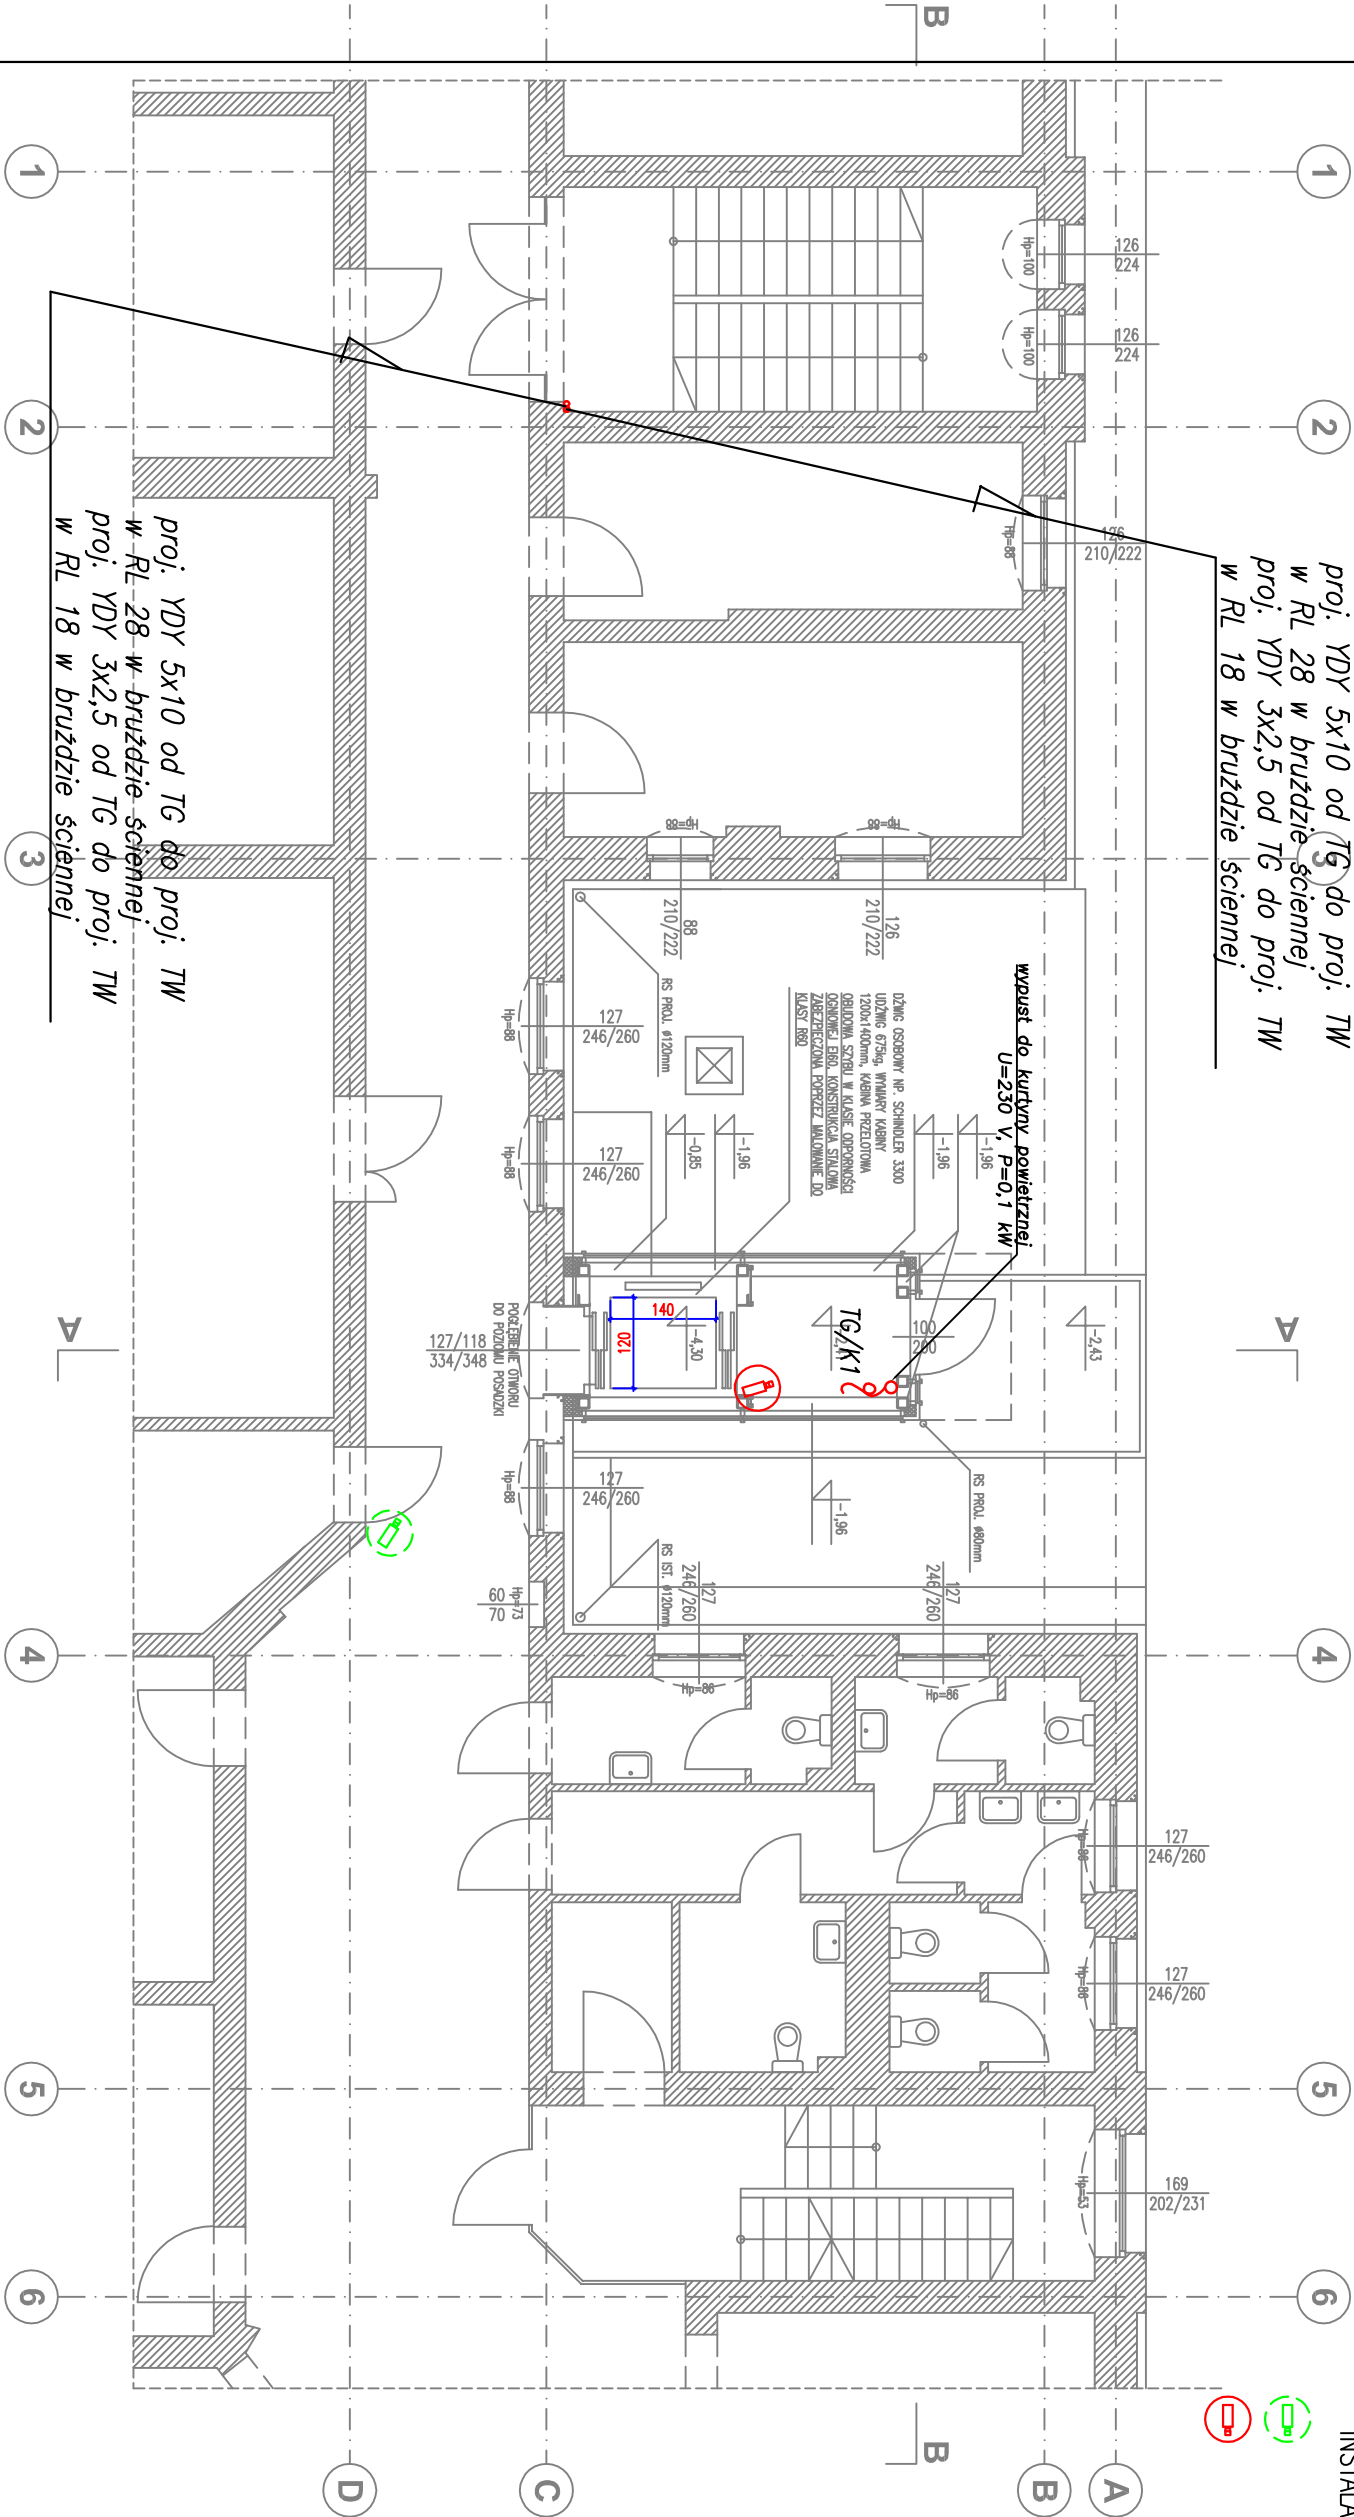 INSTALA
proj. YDY 5x10 od TG do proj. TW
w RL 28 w bruździe ściennej
proj. YDY 3x2,5 od TG do proj. TW
w RL 18 w bruździe ściennej
proj. YDY 5x10 od TG do proj. TW
w RL 28 w bruździe ściennej
proj. YDY 3x2,5 od TG do proj. TW
w RL 18 w bruździe ściennej
wypust do kurtyny powietrznej
U=230 V, P=0,1 kW
TG/K1
DŹWIG OSOBOWY NP. SCHINDLER 3300
UDŹWIG 675kg, WYMIARY KABINY
1200x1400mm, KABINA PRZELOTOWA
OBUDOWA SZYBU W KLASIE ODPORNOŚCI
OGNIOWEJ EI60, KONSTRUKCJA STALOWA
ZABEZPIECZONA POPRZEZ MALOWANIE DO
KLASY R60
RS PROJ. ø120mm
RS PROJ. ø80mm
RS IST. ø120mm
POGŁĘBIENIE OTWORU
DO POZIOMU POSADZKI
1
2
3
4
5
6
1
2
3
4
5
6
A
B
C
D
A
A
B
B
126
224
Hp=100
126
224
Hp=100
126
210/222
Hp=88
126
210/222
Hp=88
88
210/222
Hp=88
127
246/260
Hp=88
127
246/260
Hp=88
127/118
334/348
127
246/260
Hp=88
60
70
Hp=73
127
246/260
Hp=86
127
246/260
Hp=86
127
246/260
Hp=86
127
246/260
Hp=86
169
202/231
Hp=53
100
200
140
120
-0,85
-1,96
-1,96
-1,96
-1,96
-4,30
-2,43